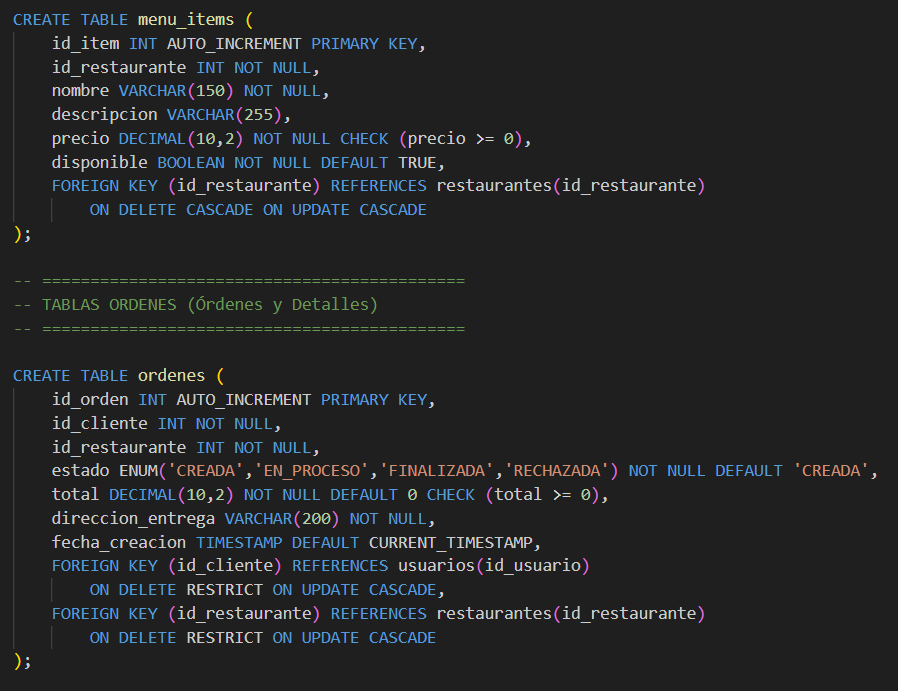 CREATE TABLE menu_items (
    id_item INT AUTO_INCREMENT PRIMARY KEY,
    id_restaurante INT NOT NULL,
    nombre VARCHAR(150) NOT NULL,
    descripcion VARCHAR(255),
    precio DECIMAL(10,2) NOT NULL CHECK (precio >= 0),
    disponible BOOLEAN NOT NULL DEFAULT TRUE,
    FOREIGN KEY (id_restaurante) REFERENCES restaurantes(id_restaurante)
        ON DELETE CASCADE ON UPDATE CASCADE
);
-- ============================================
-- TABLAS ORDENES (Órdenes y Detalles)
-- ============================================
CREATE TABLE ordenes (
    id_orden INT AUTO_INCREMENT PRIMARY KEY,
    id_cliente INT NOT NULL,
    id_restaurante INT NOT NULL,
    estado ENUM('CREADA','EN_PROCESO','FINALIZADA','RECHAZADA') NOT NULL DEFAULT 'CREADA',
    total DECIMAL(10,2) NOT NULL DEFAULT 0 CHECK (total >= 0),
    direccion_entrega VARCHAR(200) NOT NULL,
    fecha_creacion TIMESTAMP DEFAULT CURRENT_TIMESTAMP,
    FOREIGN KEY (id_cliente) REFERENCES usuarios(id_usuario)
        ON DELETE RESTRICT ON UPDATE CASCADE,
    FOREIGN KEY (id_restaurante) REFERENCES restaurantes(id_restaurante)
        ON DELETE RESTRICT ON UPDATE CASCADE
);